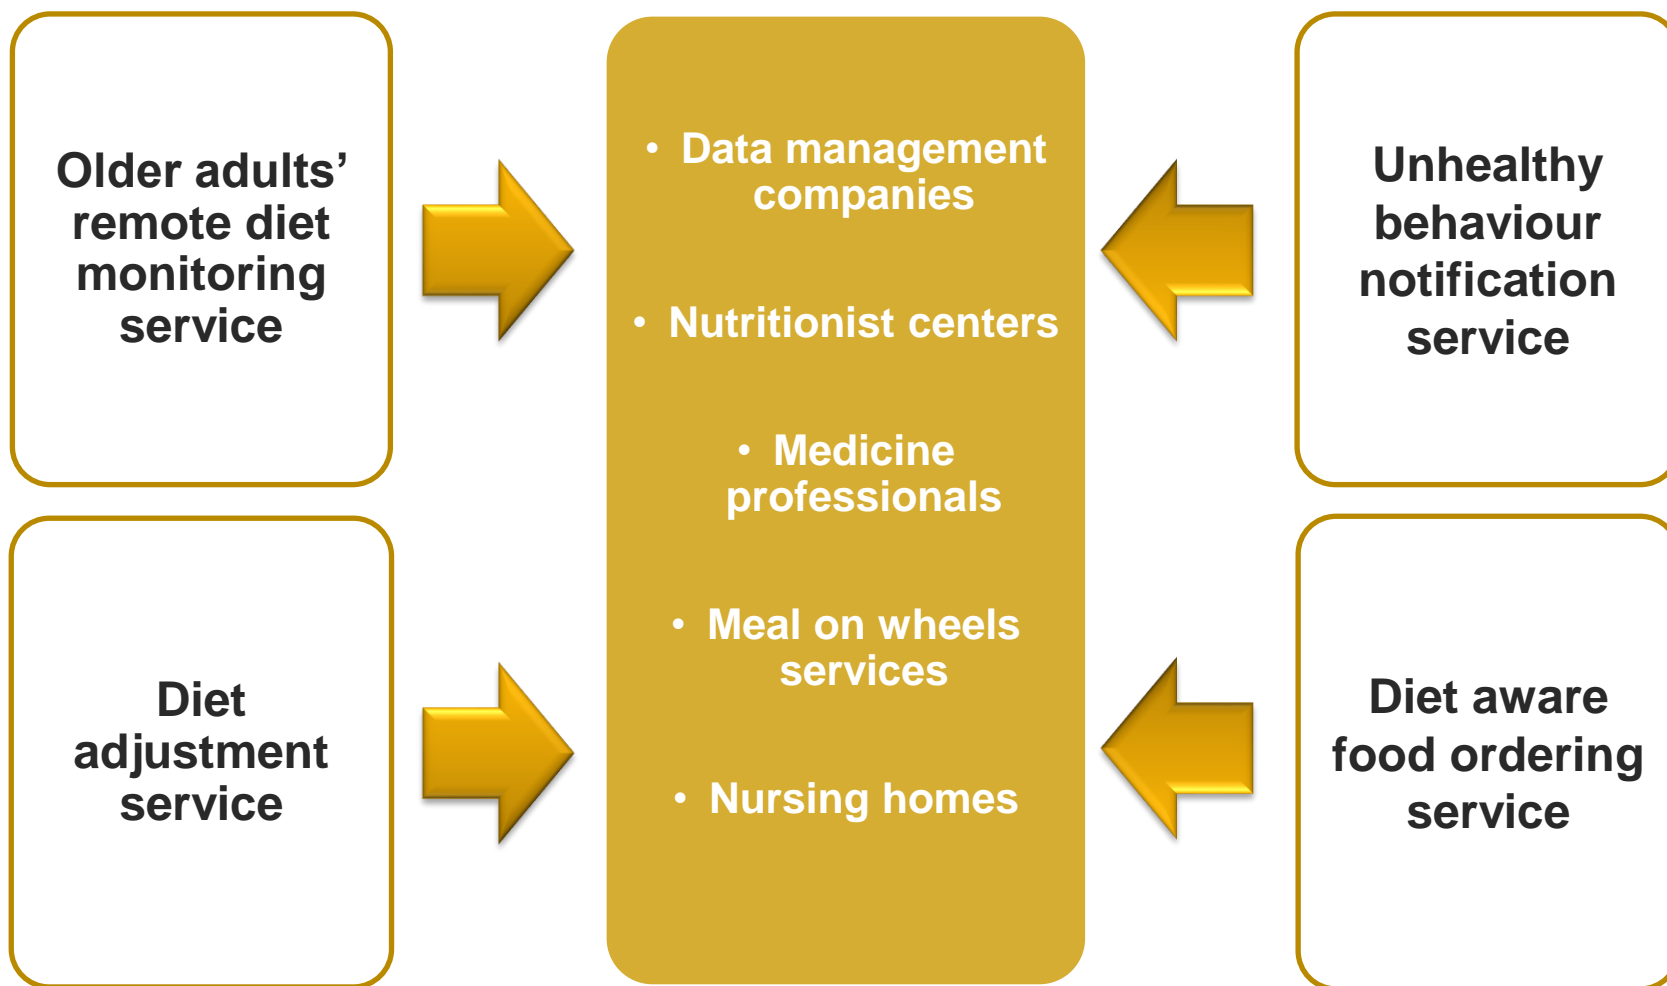 Older adults’
remote diet
monitoring
service
Diet
adjustment
service
• Data management
companies
• Nutritionist centers
• Medicine
professionals
• Meal on wheels
services
• Nursing homes
Unhealthy
behaviour
notification
service
Diet aware
food ordering
service